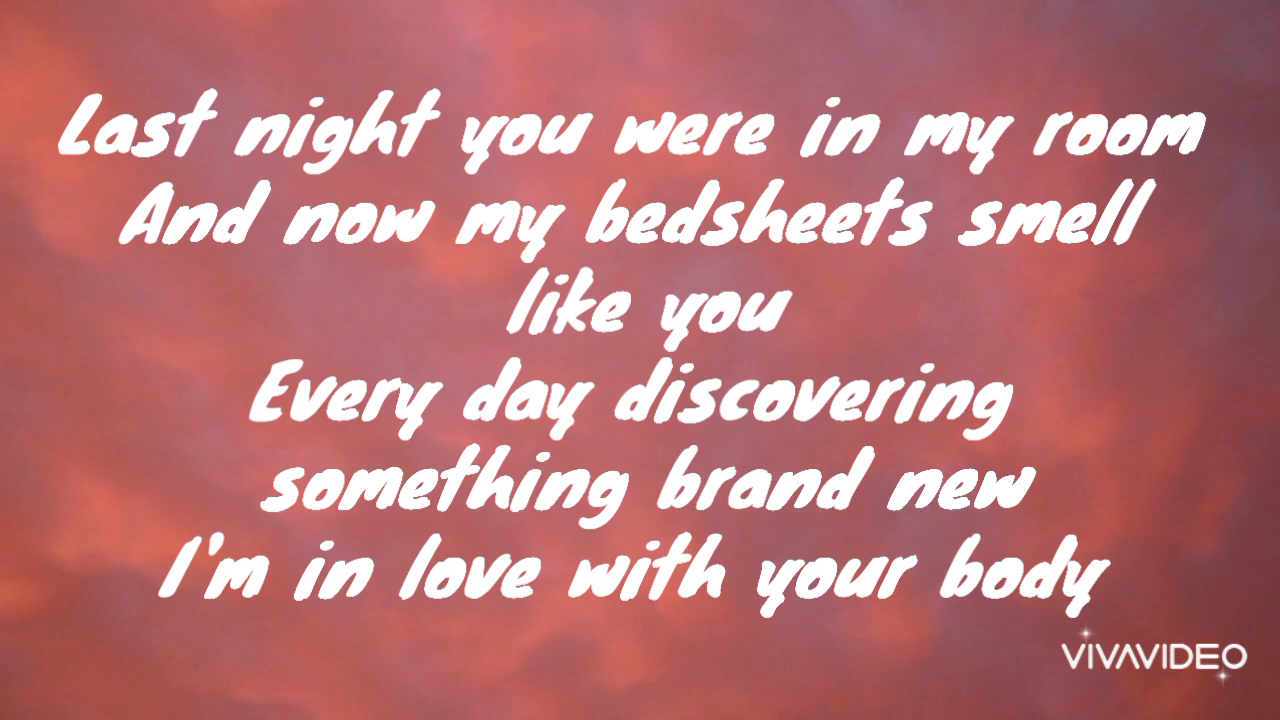 Last night you were in my room
And now my bedsheets smell
like you
Every day discovering
something brand new
I'm in love with your body
VIVAVIDEO